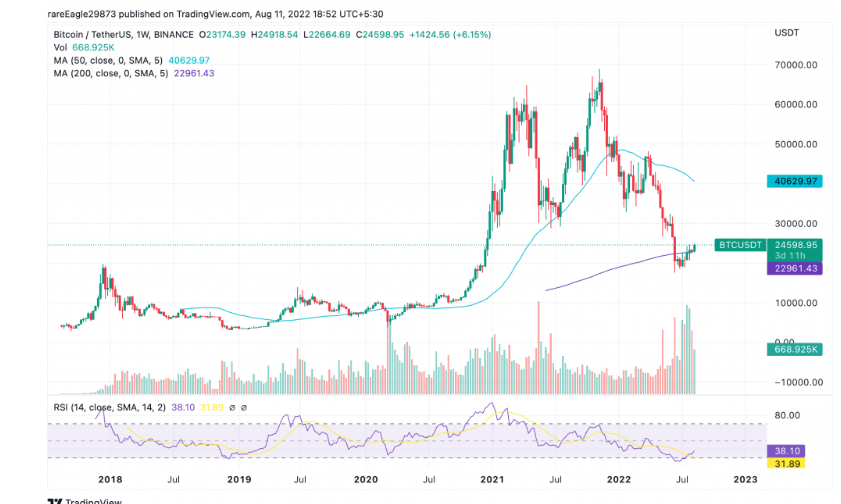 rareEagle29873 published on TradingView.com, Aug 11, 2022 18:52 UTC+5:30
Bitcoin / TetherUS, 1W, BINANCE O23174.39 H24918.54 L22664.69 C24598.95 +1424.56 (+6.15%)
USDT
Vol 668.925K
MA (50, close, 0, SMA, 5) 40629.97
MA (200, close, 0, SMA, 5) 22961.43
70000.00
60000.00
50000.00
40629.97
30000.00
BTCUSDT 24598.95
3d 11h
22961.43
10000.00
0.00
668.925K
−10000.00
RSI (14, close, SMA, 14, 2) 38.10 31.89 ø ø
80.00
38.10
31.89
2018 Jul 2019 Jul 2020 Jul 2021 Jul 2022 Jul 2023
TradingView